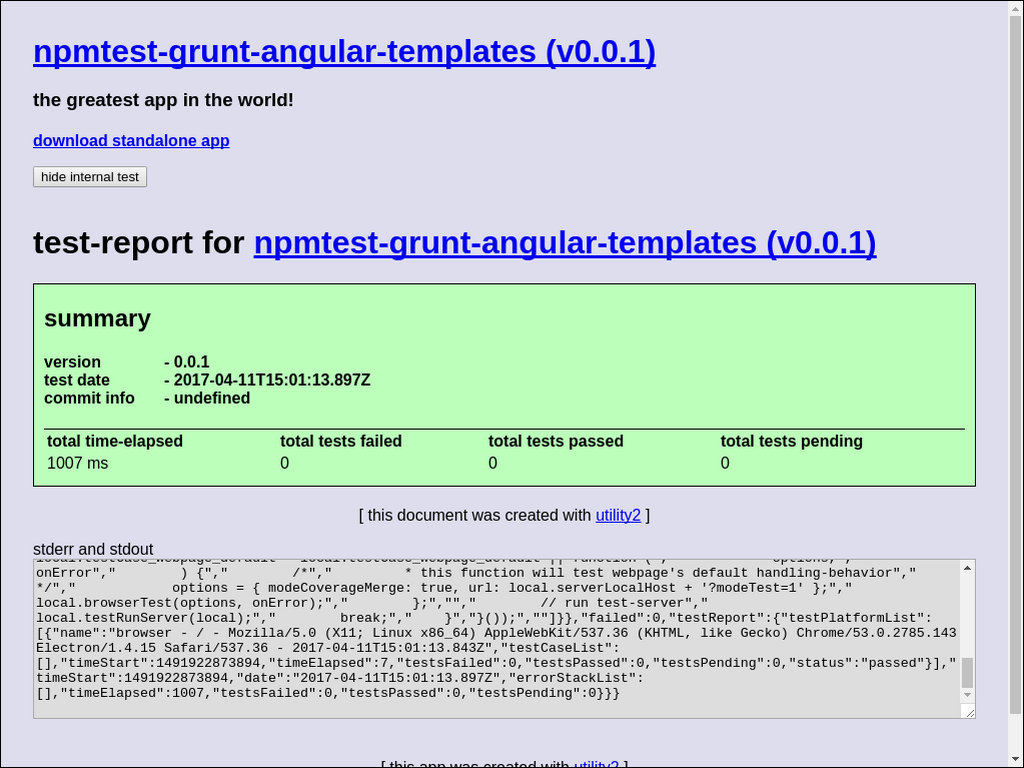 npmtest-grunt-angular-templates (v0.0.1)
the greatest app in the world!
download standalone app
hide internal test
test-report for npmtest-grunt-angular-templates (v0.0.1)
summary
version - 0.0.1
test date - 2017-04-11T15:01:13.897Z
commit info - undefined
total time-elapsed total tests failed total tests passed total tests pending
1007 ms 0 0 0
[ this document was created with utility2 ]
stderr and stdout
onError","        ) {","        /*","         * this function will test webpage's default handling-behavior","
*/","            options = { modeCoverageMerge: true, url: local.serverLocalHost + '?modeTest=1' };","
local.browserTest(options, onError);","        };","",","        // run test-server","
local.testRunServer(local);","        break;","    }","}());",""]}},"failed":0,"testReport":{"testPlatformList":
[{"name":"browser - / - Mozilla/5.0 (X11; Linux x86_64) AppleWebKit/537.36 (KHTML, like Gecko) Chrome/53.0.2785.143
Electron/1.4.15 Safari/537.36 - 2017-04-11T15:01:13.843Z","testCaseList":
[],"timeStart":1491922873894,"timeElapsed":7,"testsFailed":0,"testsPassed":0,"testsPending":0,"status":"passed"}],"
timeStart":1491922873894,"date":"2017-04-11T15:01:13.897Z","errorStackList":
[],"timeElapsed":1007,"testsFailed":0,"testsPassed":0,"testsPending":0}}}
[ this app was created with utility2 ]